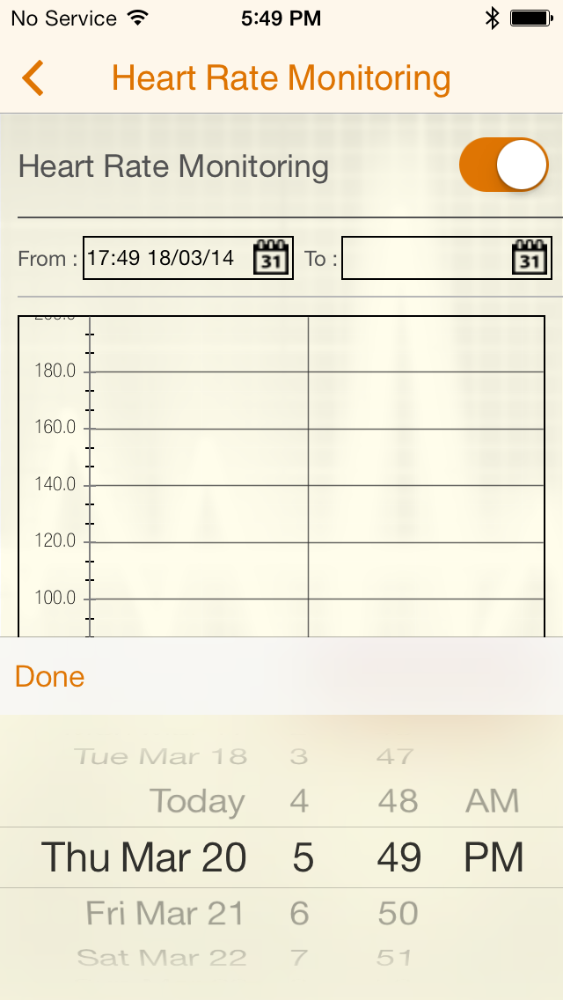 No Service 5:49 PM
Heart Rate Monitoring
Heart Rate Monitoring
From : 17:49 18/03/14 31 To : 31
200.0
180.0
160.0
140.0
120.0
100.0
Done
Tue Mar 18 3 47
Today 4 48 AM
Thu Mar 20 5 49 PM
Fri Mar 21 6 50
Sat Mar 22 7 51